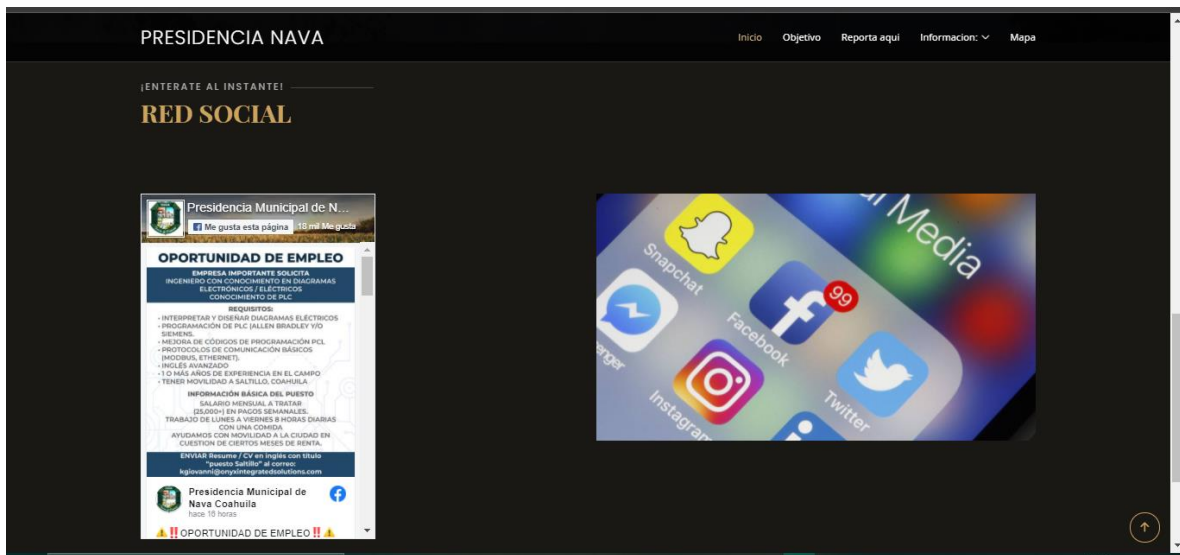 PRESIDENCIA NAVA
Inicio Objetivo Reporta aqui Informacion: Mapa
¡ENTERATE AL INSTANTE!
RED SOCIAL
Presidencia Municipal de N...
Me gusta esta página 18 mil Me gusta
OPORTUNIDAD DE EMPLEO
EMPRESA IMPORTANTE SOLICITA
INGENIERO CON CONOCIMIENTO EN DIAGRAMAS
ELECTRÓNICOS / ELÉCTRICOS
CONOCIMIENTO DE PLC
REQUISITOS:
- INTERPRETAR Y DISEÑAR DIAGRAMAS ELÉCTRICOS
- PROGRAMACIÓN DE PLC (ALLEN BRADLEY Y/O
SIEMENS.
- MEJORA DE CÓDIGOS DE PROGRAMACIÓN PCL
- PROTOCOLOS DE COMUNICACIÓN BÁSICOS
(MODBUS, ETHERNET).
- INGLÉS AVANZADO
- 1 O MÁS AÑOS DE EXPERIENCIA EN EL CAMPO
- TENER MOVILIDAD A SALTILLO, COAHUILA
INFORMACIÓN BÁSICA DEL PUESTO
SALARIO MENSUAL A TRATAR
(25,000+) EN PAGOS SEMANALES.
TRABAJO DE LUNES A VIERNES 8 HORAS DIARIAS
CON UNA COMIDA
AYUDAMOS CON MOVILIDAD A LA CIUDAD EN
CUESTION DE CIERTOS MESES DE RENTA.
ENVIAR Resume / CV en inglés con título
"puesto Saltillo" al correo:
kgiovanni@onyxintegratedsolutions.com
Presidencia Municipal de
Nava Coahuila
hace 18 horas
⚠️‼️OPORTUNIDAD DE EMPLEO‼️⚠️
Media
Snapchat
99
Facebook
Instagram
Twitter